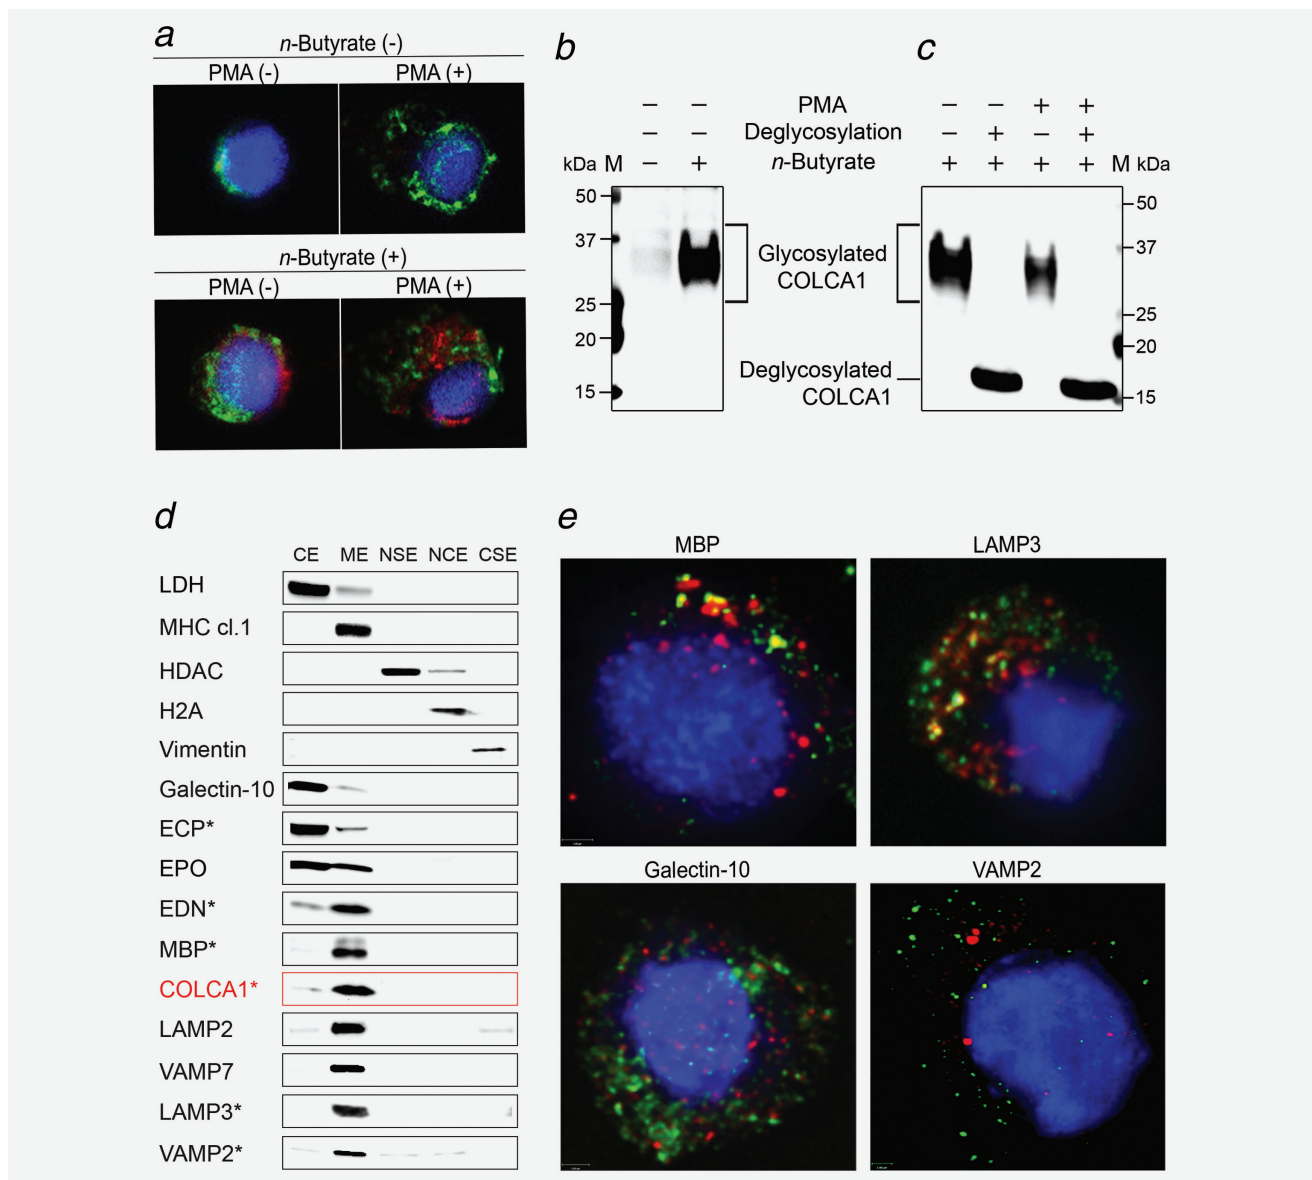 a
n-Butyrate (-)
PMA (-) PMA (+)
n-Butyrate (+)
PMA (-) PMA (+)
b
c
− − PMA − − + +
− − Deglycosylation − + − +
kDa M − + n-Butyrate + + + + M kDa
50
37
25
20
15
Glycosylated
COLCA1
Deglycosylated
COLCA1
50
37
25
20
15
d
CE ME NSE NCE CSE
LDH
MHC cl.1
HDAC
H2A
Vimentin
Galectin-10
ECP*
EPO
EDN*
MBP*
COLCA1*
LAMP2
VAMP7
LAMP3*
VAMP2*
e
MBP LAMP3
Galectin-10 VAMP2